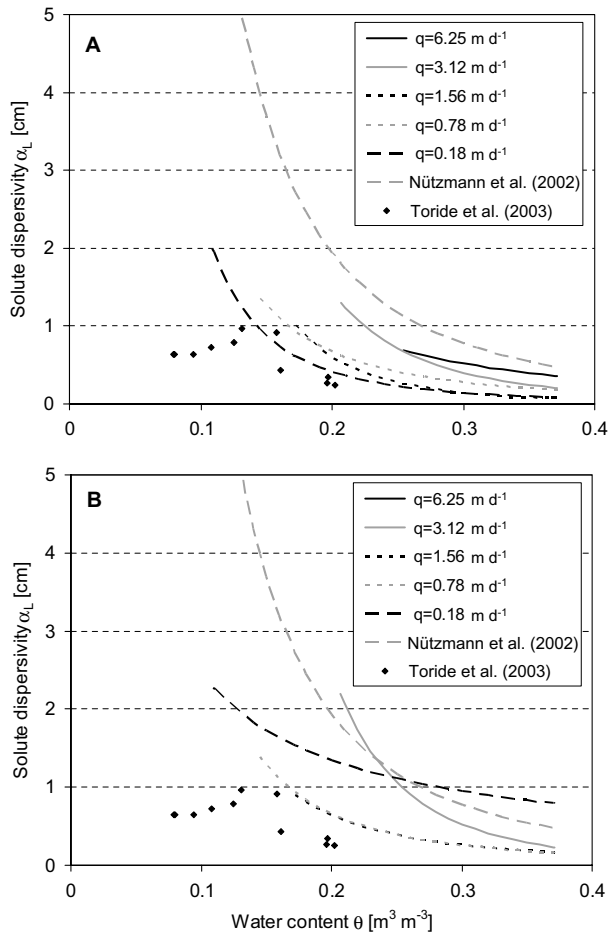 A
5
4
3
2
1
0
Solute dispersivity α_L [cm]
0 0.1 0.2 0.3 0.4
q=6.25 m d⁻¹
q=3.12 m d⁻¹
q=1.56 m d⁻¹
q=0.78 m d⁻¹
q=0.18 m d⁻¹
Nützmann et al. (2002)
Toride et al. (2003)
B
5
4
3
2
1
0
Solute dispersivity α_L [cm]
0 0.1 0.2 0.3 0.4
Water content θ [m³ m⁻³]
q=6.25 m d⁻¹
q=3.12 m d⁻¹
q=1.56 m d⁻¹
q=0.78 m d⁻¹
q=0.18 m d⁻¹
Nützmann et al. (2002)
Toride et al. (2003)